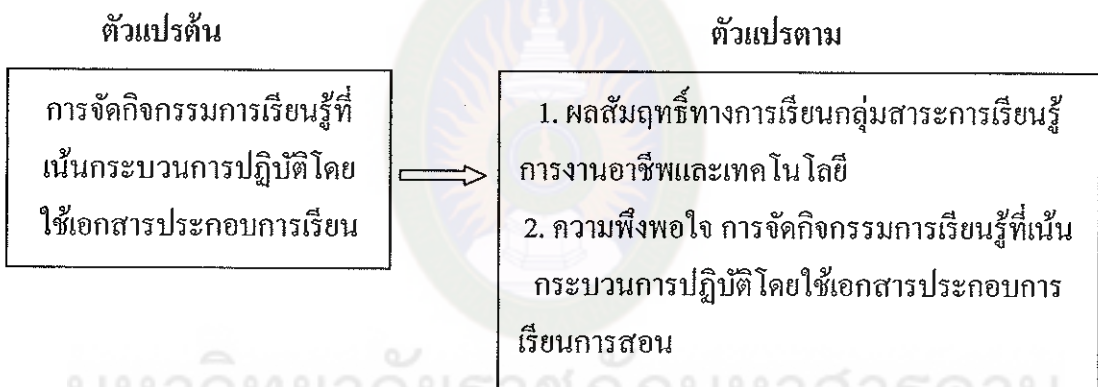 ตัวแปรต้น
การจัดกิจกรรมการเรียนรู้ที่
เน้นกระบวนการปฏิบัติโดย
ใช้เอกสารประกอบการเรียน
ตัวแปรตาม
1. ผลสัมฤทธิ์ทางการเรียนกลุ่มสาระการเรียนรู้
การงานอาชีพและเทคโนโลยี
2. ความพึงพอใจ การจัดกิจกรรมการเรียนรู้ที่เน้น
กระบวนการปฏิบัติโดยใช้เอกสารประกอบการ
เรียนการสอน